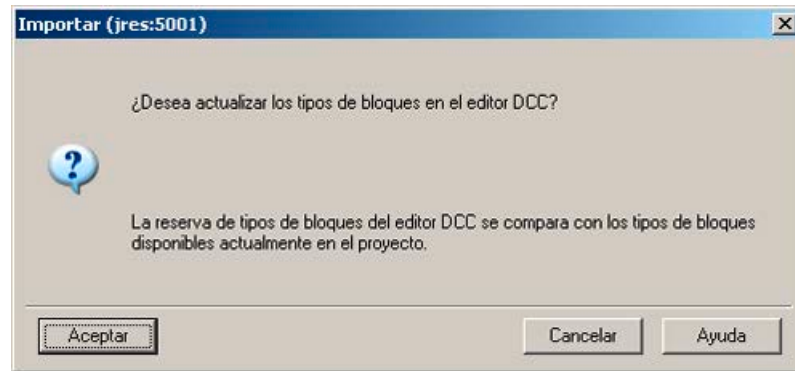 Importar (jres:5001)
¿Desea actualizar los tipos de bloques en el editor DCC?
La reserva de tipos de bloques del editor DCC se compara con los tipos de bloques
disponibles actualmente en el proyecto.
Aceptar
Cancelar
Ayuda